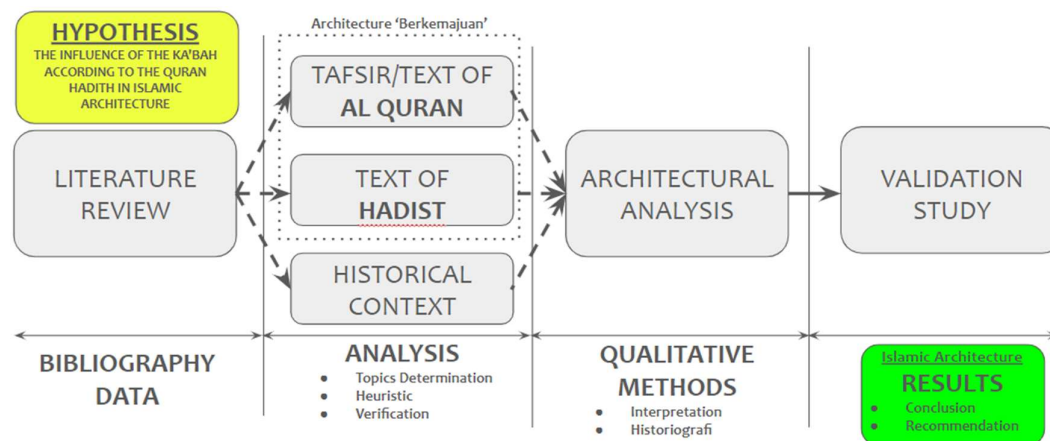 HYPOTHESIS
THE INFLUENCE OF THE KA'BAH
ACCORDING TO THE QURAN
HADITH IN ISLAMIC
ARCHITECTURE
LITERATURE
REVIEW
BIBLIOGRAPHY
DATA
Architecture ‘Berkemajuan’
TAFSIR/TEXT OF
AL QURAN
TEXT OF
HADIST
HISTORICAL
CONTEXT
ANALYSIS
● Topics Determination
● Heuristic
● Verification
ARCHITECTURAL
ANALYSIS
QUALITATIVE
METHODS
● Interpretation
● Historiografi
VALIDATION
STUDY
Islamic Architecture
RESULTS
● Conclusion
● Recommendation